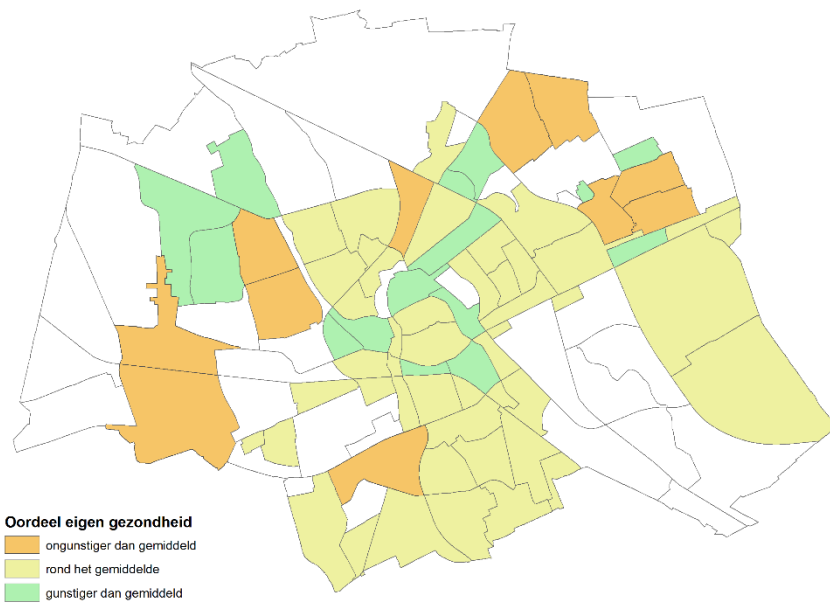 Oordeel eigen gezondheid
ongunstiger dan gemiddeld
rond het gemiddelde
gunstiger dan gemiddeld